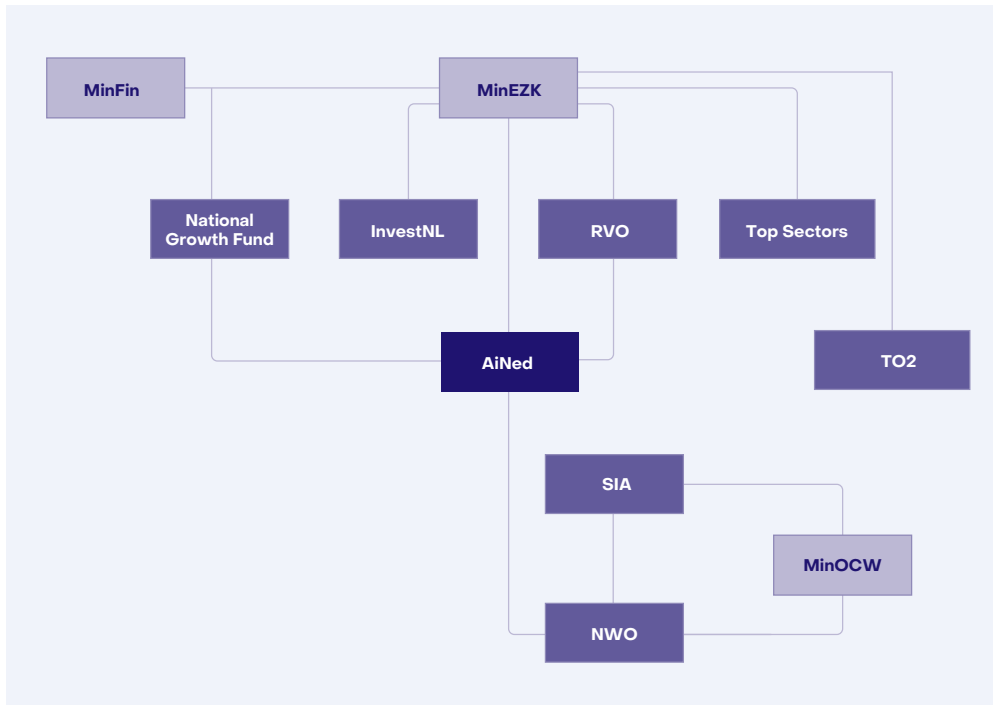 MinFin
MinEZK
National
Growth Fund
InvestNL
RVO
Top Sectors
AiNed
TO2
SIA
MinOCW
NWO